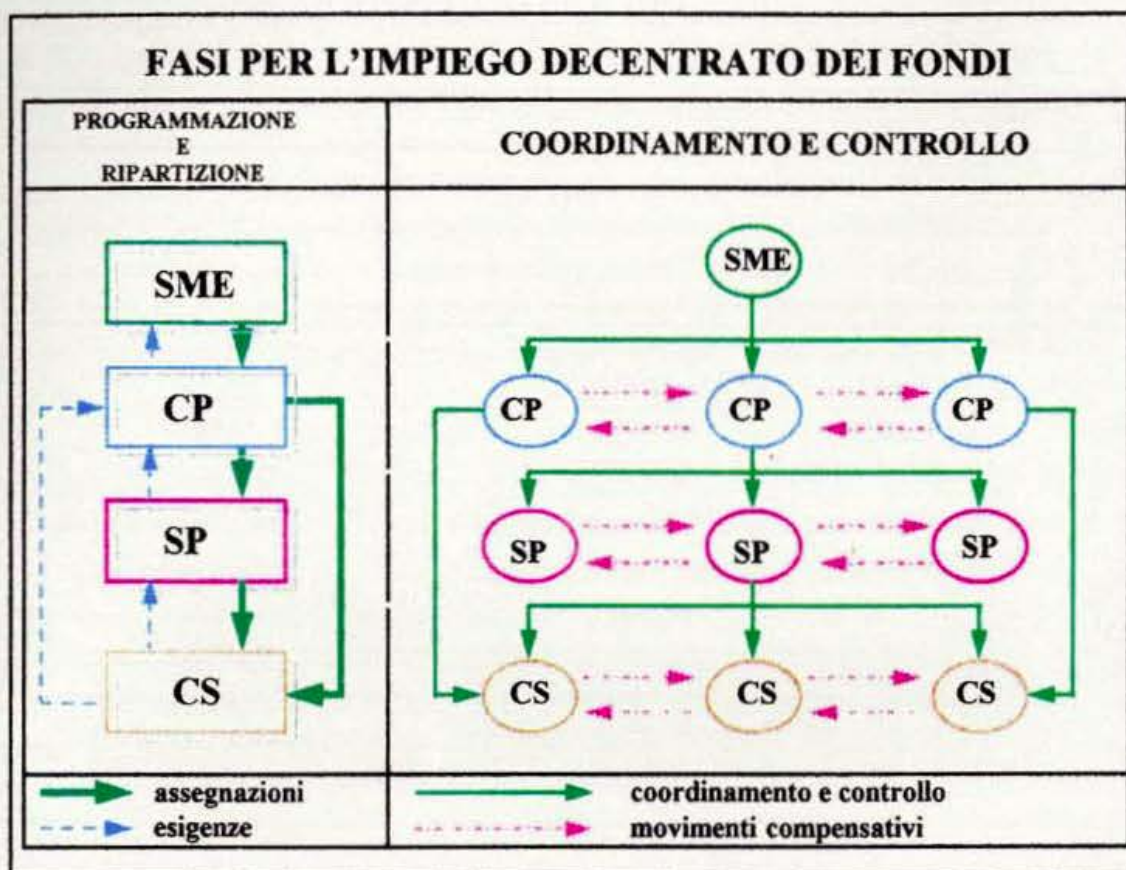 FASI PER L'IMPIEGO DECENTRATO DEI FONDI
PROGRAMMAZIONE
E
RIPARTIZIONE
COORDINAMENTO E CONTROLLO
SME
CP
SP
CS
SME
CP CP CP
SP SP SP
CS CS CS
assegnazioni
esigenze
coordinamento e controllo
movimenti compensativi